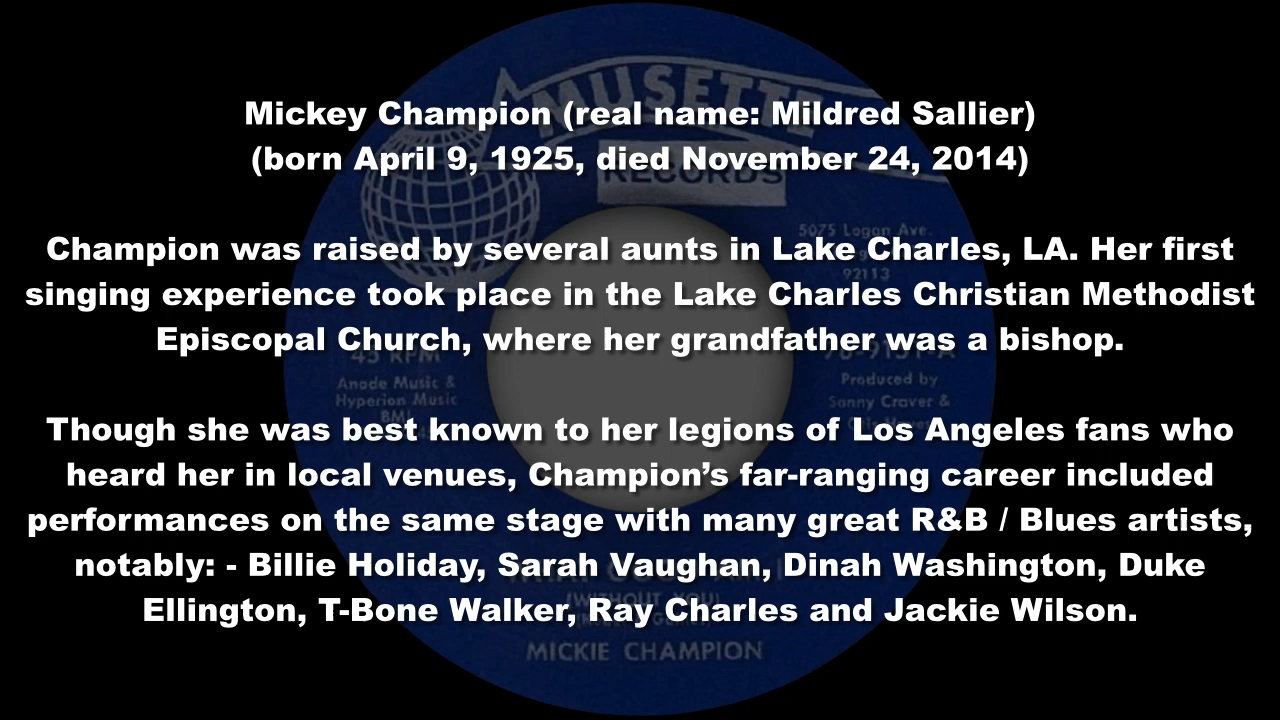 Mickey Champion (real name: Mildred Sallier)
(born April 9, 1925, died November 24, 2014)
Champion was raised by several aunts in Lake Charles, LA. Her first
singing experience took place in the Lake Charles Christian Methodist
Episcopal Church, where her grandfather was a bishop.
Though she was best known to her legions of Los Angeles fans who
heard her in local venues, Champion’s far-ranging career included
performances on the same stage with many great R&B / Blues artists,
notably: - Billie Holiday, Sarah Vaughan, Dinah Washington, Duke
Ellington, T-Bone Walker, Ray Charles and Jackie Wilson.
MUSETTE
RECORDS
5075 Logan Ave.
92113
45 RPM
Anode Music &
Hyperion Music
BMI
Produced by
Sonny Craver &
(WITHOUT YOU)
MICKIE CHAMPION